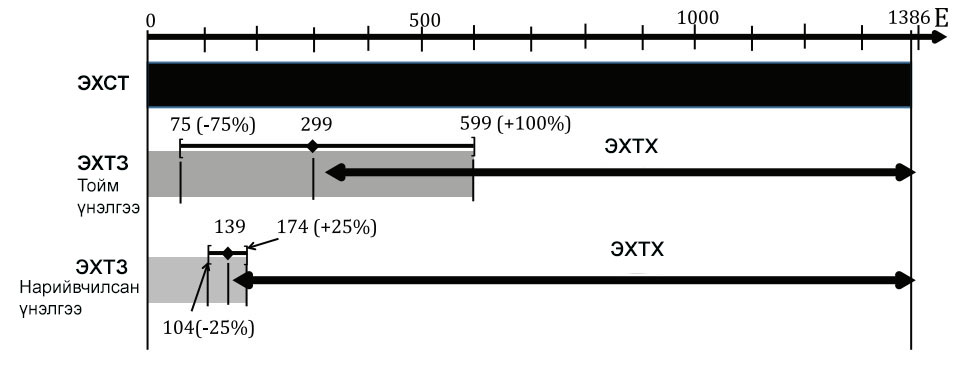 0 500 1000 1386 E
ЭХСТ
75 (-75%) 299 599 (+100%)
ЭХТХ
ЭХТЗ
Тойм
үнэлгээ
139 174 (+25%)
ЭХТХ
ЭХТЗ
Нарийвчилсан
үнэлгээ
104(-25%)